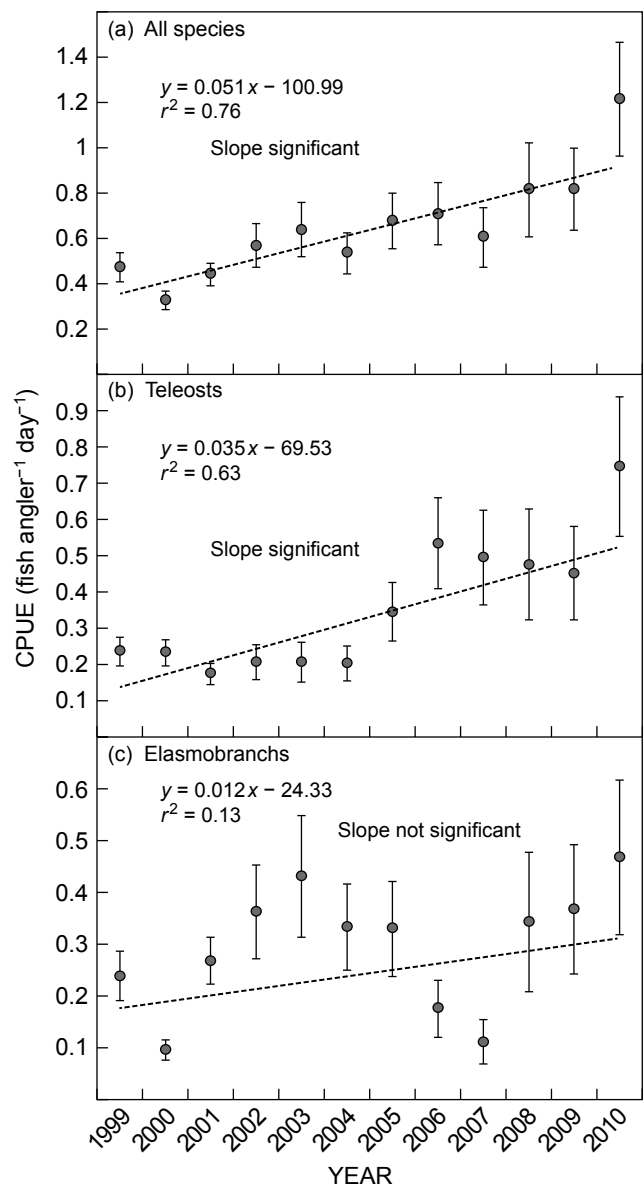 (a) All species
1.4
y = 0.051x − 100.99
1.2
r² = 0.76
1
Slope significant
0.8
0.6
0.4
0.2
(b) Teleosts
0.9
y = 0.035x − 69.53
0.8
r² = 0.63
0.7
0.6
Slope significant
0.5
0.4
0.3
0.2
0.1
CPUE (fish angler⁻¹ day⁻¹)
(c) Elasmobranchs
y = 0.012x − 24.33
0.6
r² = 0.13
Slope not significant
0.5
0.4
0.3
0.2
0.1
1999 2000 2001 2002 2003 2004 2005 2006 2007 2008 2009 2010
YEAR